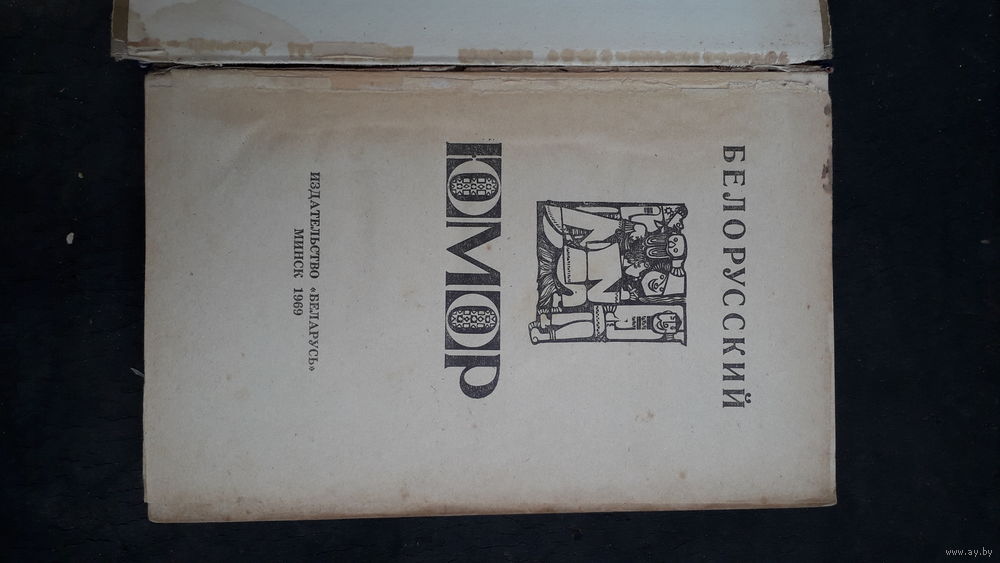 БЕЛОРУССКИЙ
ЮМОР
ИЗДАТЕЛЬСТВО «БЕЛАРУСЬ»
МИНСК 1969
www.ay.by